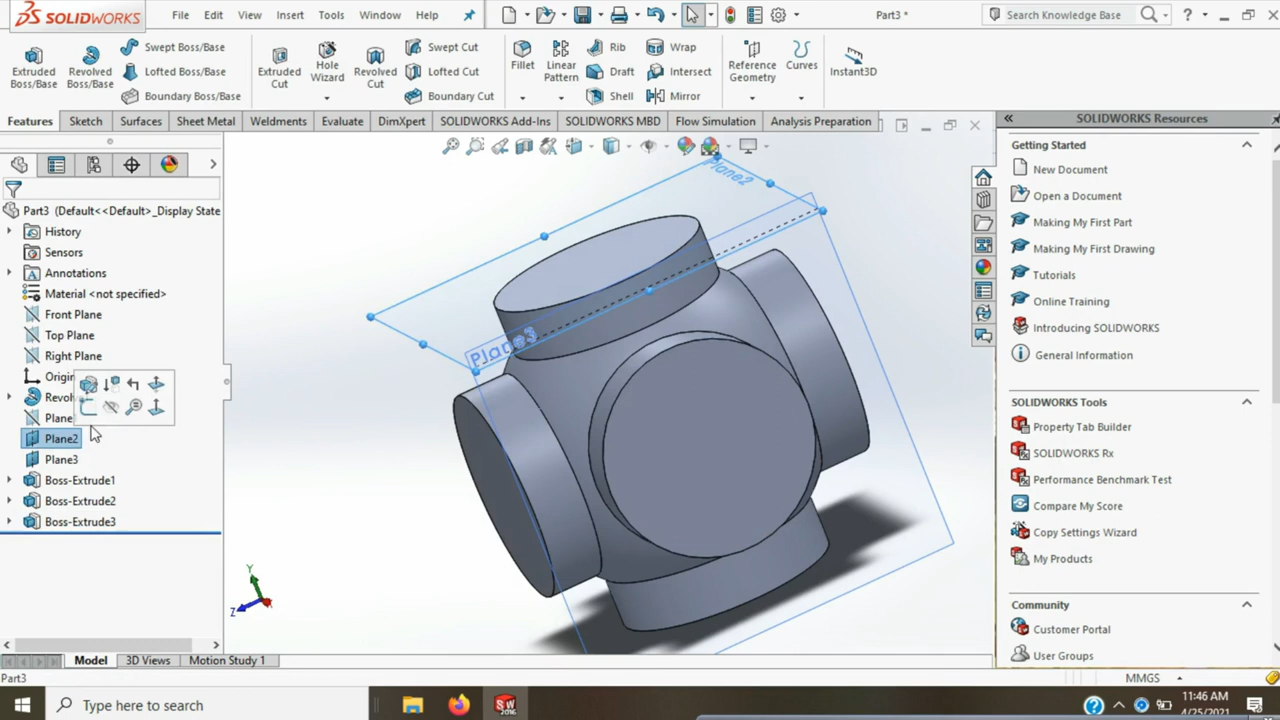 SOLIDWORKS
File Edit View Insert Tools Window Help
Part3 *
Search Knowledge Base
?
Extruded Boss/Base
Revolved Boss/Base
Swept Boss/Base
Lofted Boss/Base
Boundary Boss/Base
Extruded Cut
Hole Wizard
Revolved Cut
Swept Cut
Lofted Cut
Boundary Cut
Fillet
Linear Pattern
Rib
Draft
Shell
Wrap
Intersect
Mirror
Reference Geometry
Curves
Instant3D
Features Sketch Surfaces Sheet Metal Weldments Evaluate DimXpert SOLIDWORKS Add-Ins SOLIDWORKS MBD Flow Simulation Analysis Preparation
Part3 (Default<<Default>_Display State
History
Sensors
Annotations
Material <not specified>
Front Plane
Top Plane
Right Plane
Origin
Revol
Plane
Plane2
Plane3
Boss-Extrude1
Boss-Extrude2
Boss-Extrude3
Plane2
Plane3
Y
Z
SOLIDWORKS Resources
Getting Started
New Document
Open a Document
Making My First Part
Making My First Drawing
Tutorials
Online Training
Introducing SOLIDWORKS
General Information
SOLIDWORKS Tools
Property Tab Builder
SOLIDWORKS Rx
Performance Benchmark Test
Compare My Score
Copy Settings Wizard
My Products
Community
Customer Portal
User Groups
Model 3D Views Motion Study 1
Part3
MMGS
Type here to search
SW
2016
11:46 AM
4/25/2021